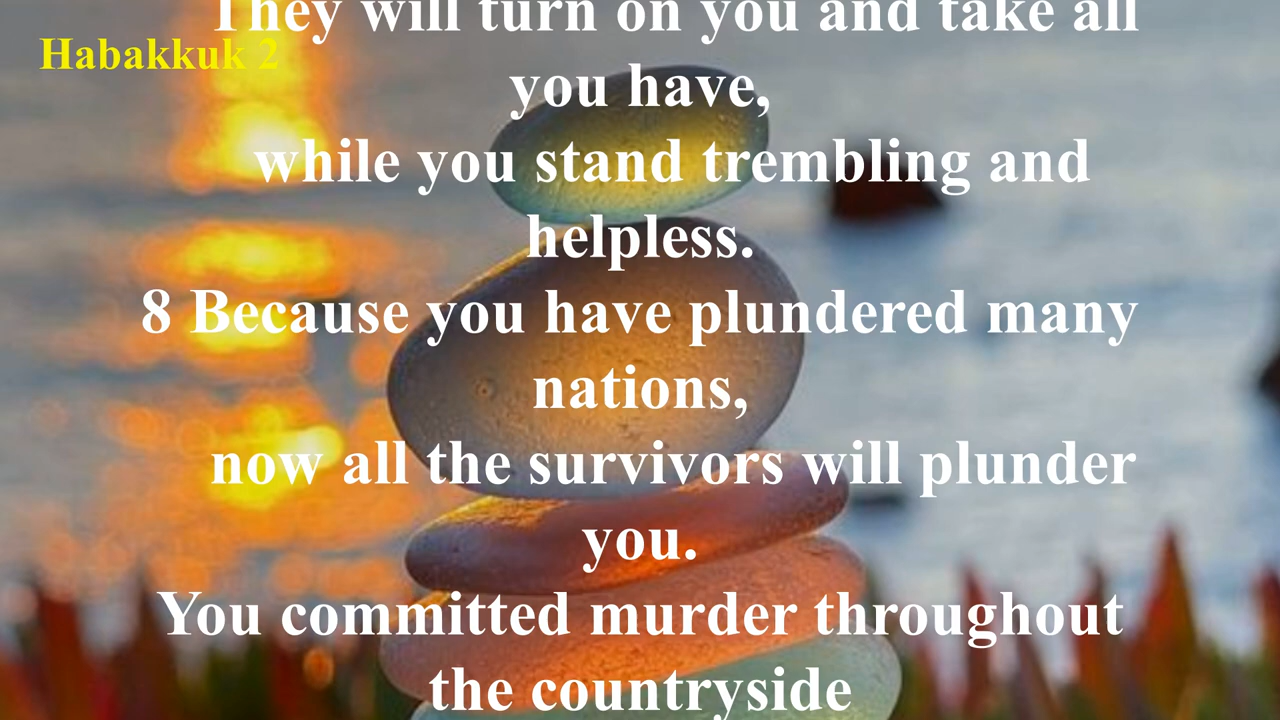 They will turn on you and take all
Habakkuk 2
you have,
while you stand trembling and
helpless.
8 Because you have plundered many
nations,
now all the survivors will plunder
you.
You committed murder throughout
the countryside